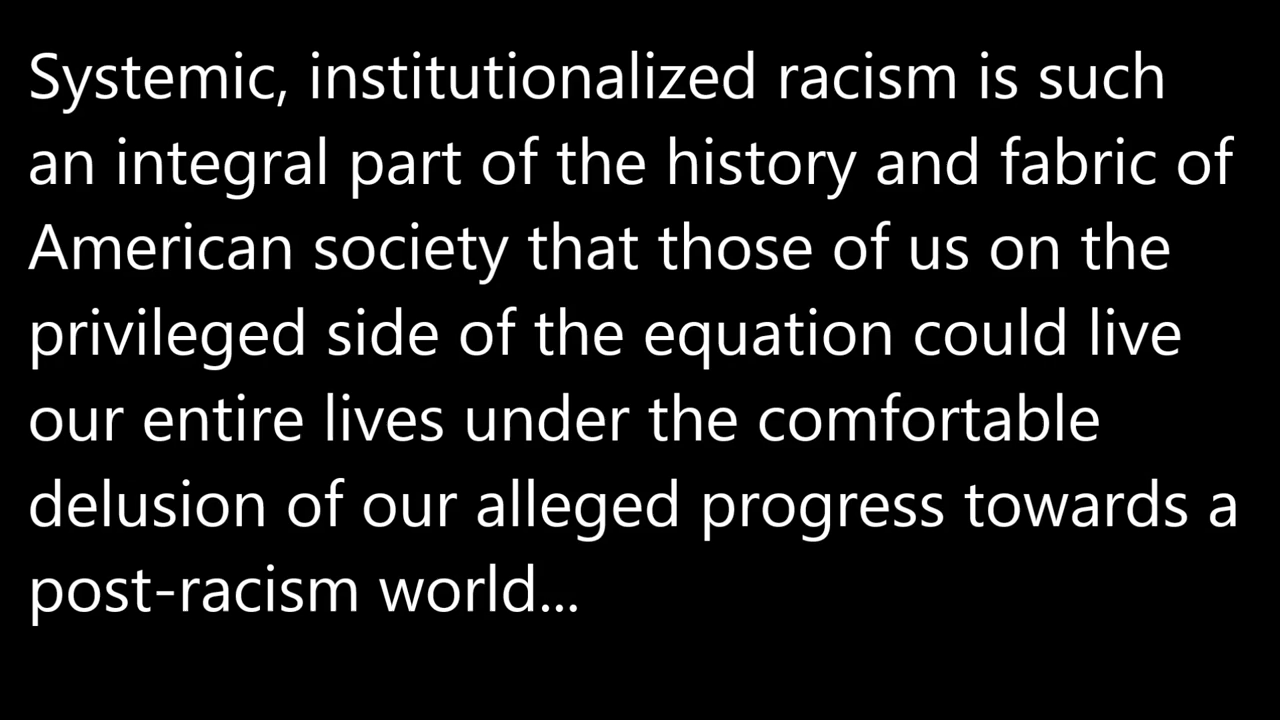 Systemic, institutionalized racism is such
an integral part of the history and fabric of
American society that those of us on the
privileged side of the equation could live
our entire lives under the comfortable
delusion of our alleged progress towards a
post-racism world...